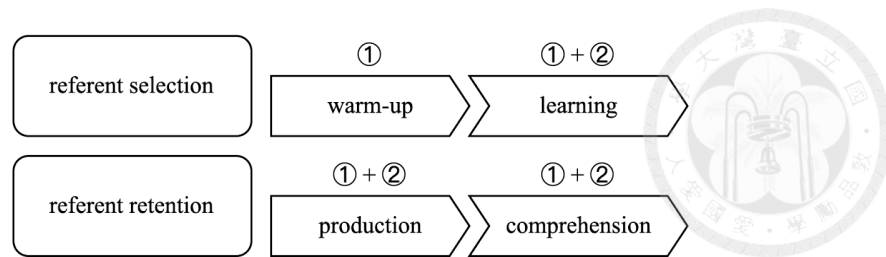 ① ① + ②
referent selection warm-up learning
① + ② ① + ②
referent retention production comprehension